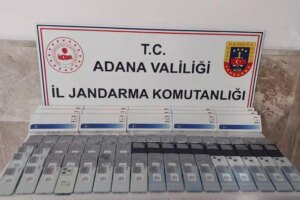 T.C.
ADANA VALİLİĞİ
İL JANDARMA KOMUTANLIĞI